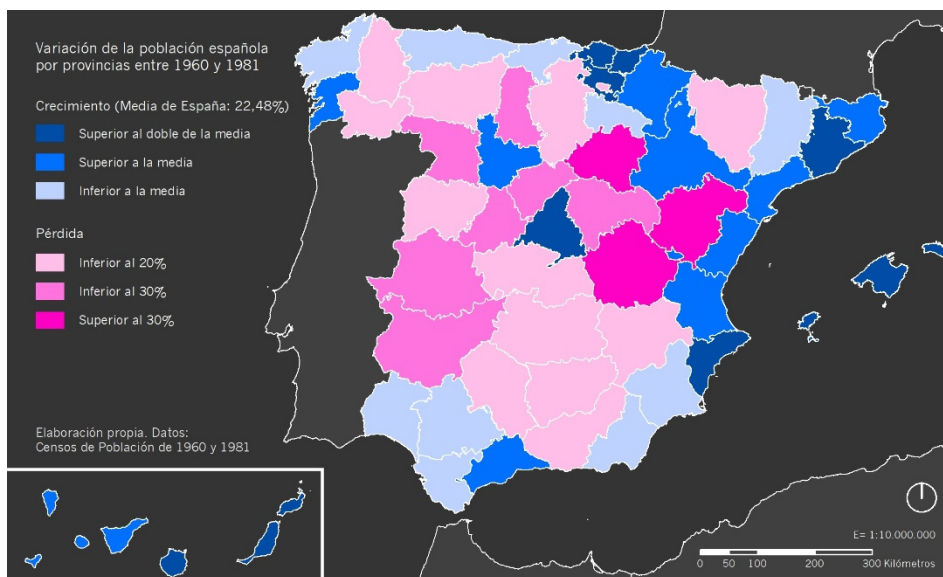 Variación de la población española
por provincias entre 1960 y 1981
Crecimiento (Media de España: 22,48%)
Superior al doble de la media
Superior a la media
Inferior a la media
Pérdida
Inferior al 20%
Inferior al 30%
Superior al 30%
Elaboración propia. Datos:
Censos de Población de 1960 y 1981
E= 1:10.000.000
0 50 100 200 300 Kilómetros